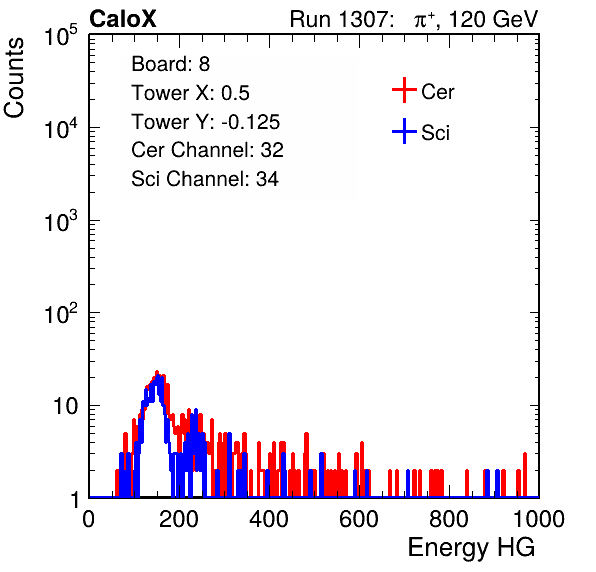 CaloX Run 1307: π⁺, 120 GeV
Counts
10⁵
10⁴
10³
10²
10
1
Board: 8
Tower X: 0.5
Tower Y: -0.125
Cer Channel: 32
Sci Channel: 34
Cer
Sci
0 200 400 600 800 1000
Energy HG